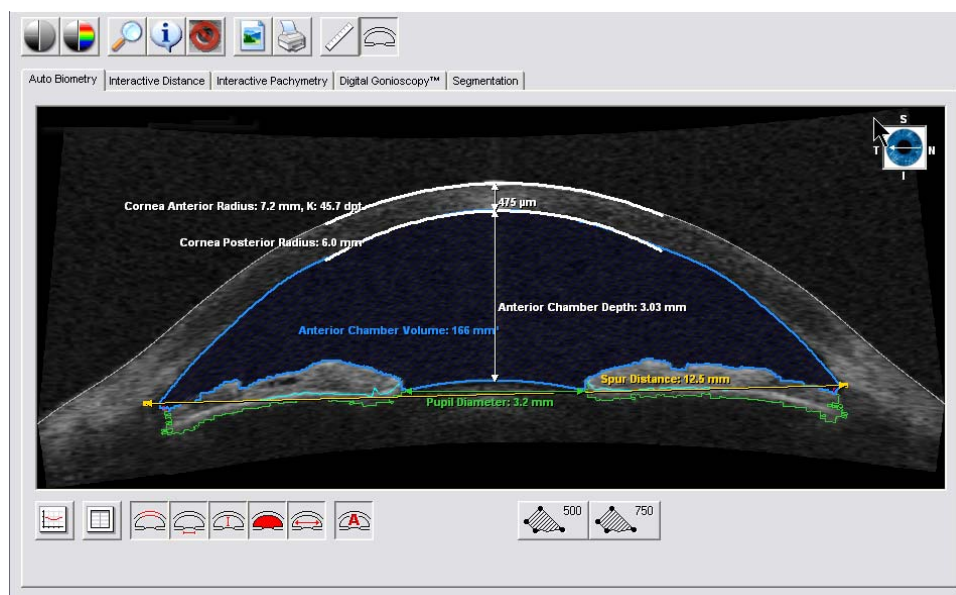 Auto Biometry Interactive Distance Interactive Pachymetry Digital Gonioscopy™ Segmentation
S
T N
I
475 µm
Cornea Anterior Radius: 7.2 mm, K: 45.7 dpt
Cornea Posterior Radius: 6.0 mm
Anterior Chamber Depth: 3.03 mm
Anterior Chamber Volume: 166 mm³
Spur Distance: 12.5 mm
Pupil Diameter: 3.2 mm
A 500 750